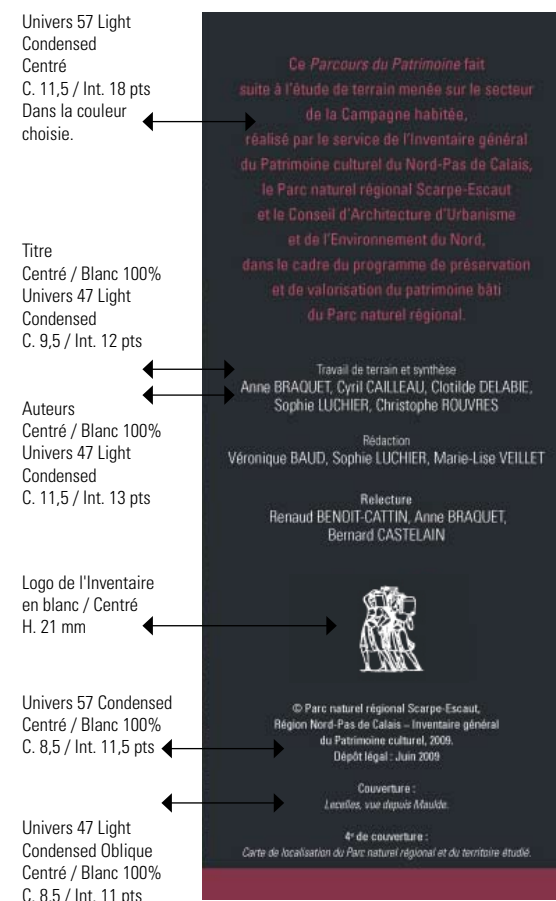 Univers 57 Light
Condensed
Centré
C. 11,5 / Int. 18 pts
Dans la couleur
choisie.
Titre
Centré / Blanc 100%
Univers 47 Light
Condensed
C. 9,5 / Int. 12 pts
Auteurs
Centré / Blanc 100%
Univers 47 Light
Condensed
C. 11,5 / Int. 13 pts
Logo de l'Inventaire
en blanc / Centré
H. 21 mm
Univers 57 Condensed
Centré / Blanc 100%
C. 8,5 / Int. 11,5 pts
Univers 47 Light
Condensed Oblique
Centré / Blanc 100%
C. 8,5 / Int. 11 pts
Ce Parcours du Patrimoine fait
suite à l'étude de terrain menée sur le secteur
de la Campagne habitée,
réalisé par le service de l'Inventaire général
du Patrimoine culturel du Nord-Pas de Calais,
le Parc naturel régional Scarpe-Escaut
et le Conseil d'Architecture d'Urbanisme
et de l'Environnement du Nord,
dans le cadre du programme de préservation
et de valorisation du patrimoine bâti
du Parc naturel régional.
Travail de terrain et synthèse
Anne BRAQUET, Cyril CAILLEAU, Clotilde DELABIE,
Sophie LUCHIER, Christophe ROUVRES
Rédaction
Véronique BAUD, Sophie LUCHIER, Marie-Lise VEILLET
Relecture
Renaud BENOIT-CATTIN, Anne BRAQUET,
Bernard CASTELAIN
© Parc naturel régional Scarpe-Escaut,
Région Nord-Pas de Calais – Inventaire général
du Patrimoine culturel, 2009.
Dépôt légal : Juin 2009
Couverture :
Lecelles, vue depuis Maulde.
4e de couverture :
Carte de localisation du Parc naturel régional et du territoire étudié.